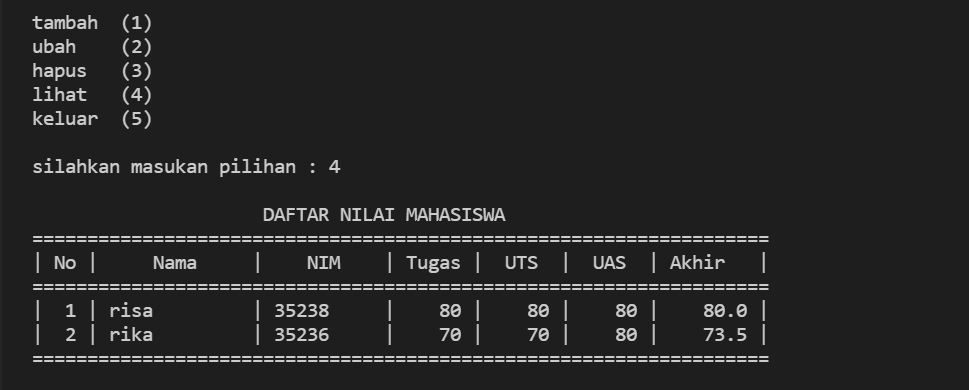 tambah  (1)
ubah    (2)
hapus   (3)
lihat   (4)
keluar  (5)
silahkan masukan pilihan : 4
DAFTAR NILAI MAHASISWA
===================================================================
| No |     Nama     |    NIM    | Tugas |  UTS  |  UAS  | Akhir   |
===================================================================
|  1 | risa         | 35238     |    80 |    80 |    80 |    80.0 |
|  2 | rika         | 35236     |    70 |    70 |    80 |    73.5 |
===================================================================